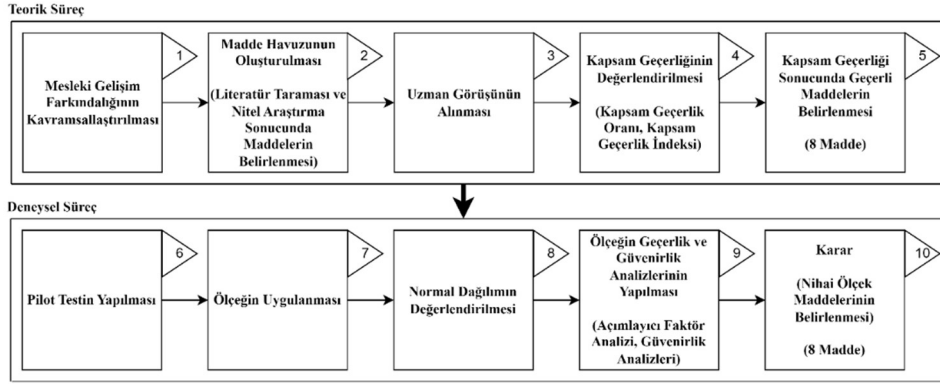 Teorik Süreç
1
Mesleki Gelişim
Farkındalığının
Kavramsallaştırılması
2
Madde Havuzunun
Oluşturulması
(Literatür Taraması ve
Nitel Araştırma
Sonucunda
Maddelerin
Belirlenmesi)
3
Uzman Görüşünün
Alınması
4
Kapsam Geçerliğinin
Değerlendirilmesi
(Kapsam Geçerlik
Oranı, Kapsam
Geçerlik İndeksi)
5
Kapsam Geçerliği
Sonucunda Geçerli
Maddelerin
Belirlenmesi
(8 Madde)
Deneysel Süreç
6
Pilot Testin Yapılması
7
Ölçeğin Uygulanması
8
Normal Dağılımın
Değerlendirilmesi
9
Ölçeğin Geçerlik ve
Güvenirlik
Analizlerinin
Yapılması
(Açımlayıcı Faktör
Analizi, Güvenirlik
Analizleri)
10
Karar
(Nihai Ölçek
Maddelerinin
Belirlenmesi)
(8 Madde)